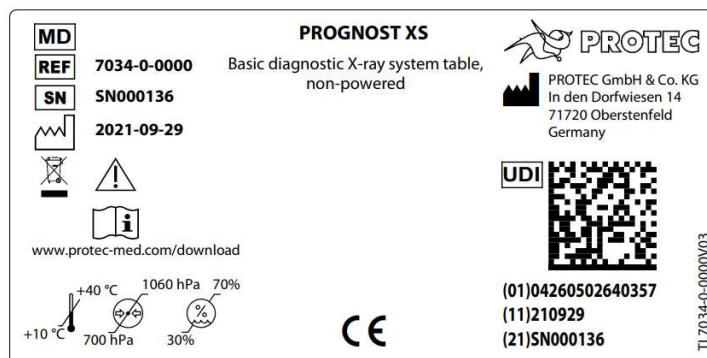 MD
REF 7034-0-0000
SN SN000136
2021-09-29
www.protec-med.com/download
+40 °C
+10 °C
1060 hPa
700 hPa
70%
%
30%
PROGNOST XS
Basic diagnostic X-ray system table,
non-powered
CE
PROTEC
PROTEC GmbH & Co. KG
In den Dorfwiesen 14
71720 Oberstenfeld
Germany
UDI
(01)04260502640357
(11)210929
(21)SN000136
TL7034-0-0000V03